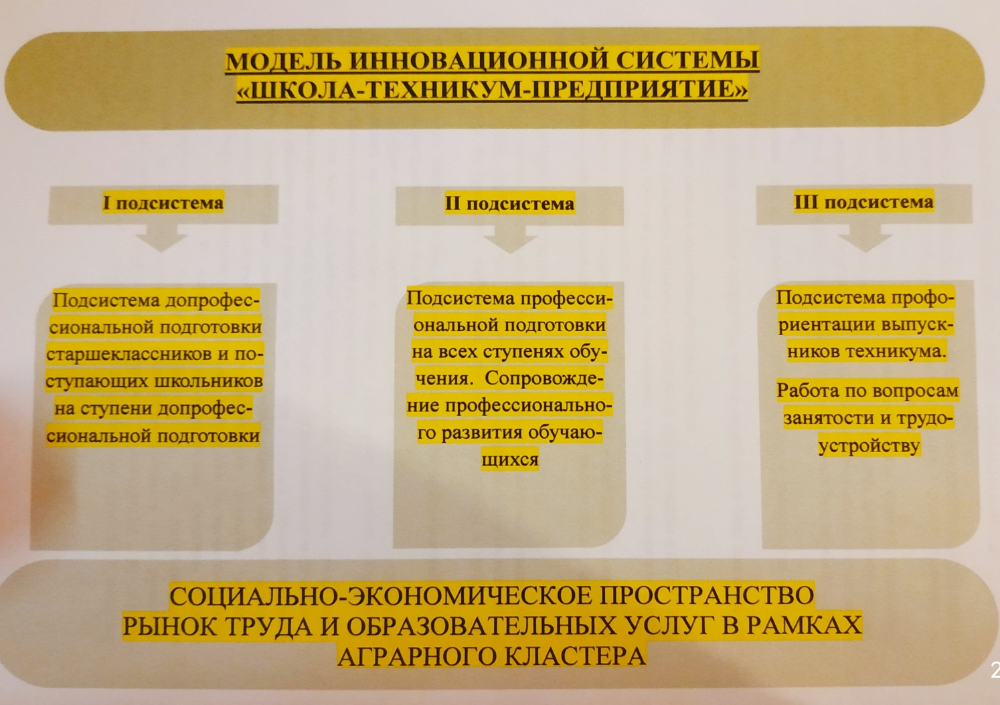 МОДЕЛЬ ИННОВАЦИОННОЙ СИСТЕМЫ
«ШКОЛА-ТЕХНИКУМ-ПРЕДПРИЯТИЕ»
I подсистема
Подсистема допрофес-
сиональной подготовки
старшеклассников и по-
ступающих школьников
на ступени допрофес-
сиональной подготовки
II подсистема
Подсистема професси-
ональной подготовки
на всех ступенях обу-
чения. Сопровожде-
ние профессионально-
го развития обучаю-
щихся
III подсистема
Подсистема профо-
риентации выпуск-
ников техникума.
Работа по вопросам
занятости и трудо-
устройству
СОЦИАЛЬНО-ЭКОНОМИЧЕСКОЕ ПРОСТРАНСТВО
РЫНОК ТРУДА И ОБРАЗОВАТЕЛЬНЫХ УСЛУГ В РАМКАХ
АГРАРНОГО КЛАСТЕРА